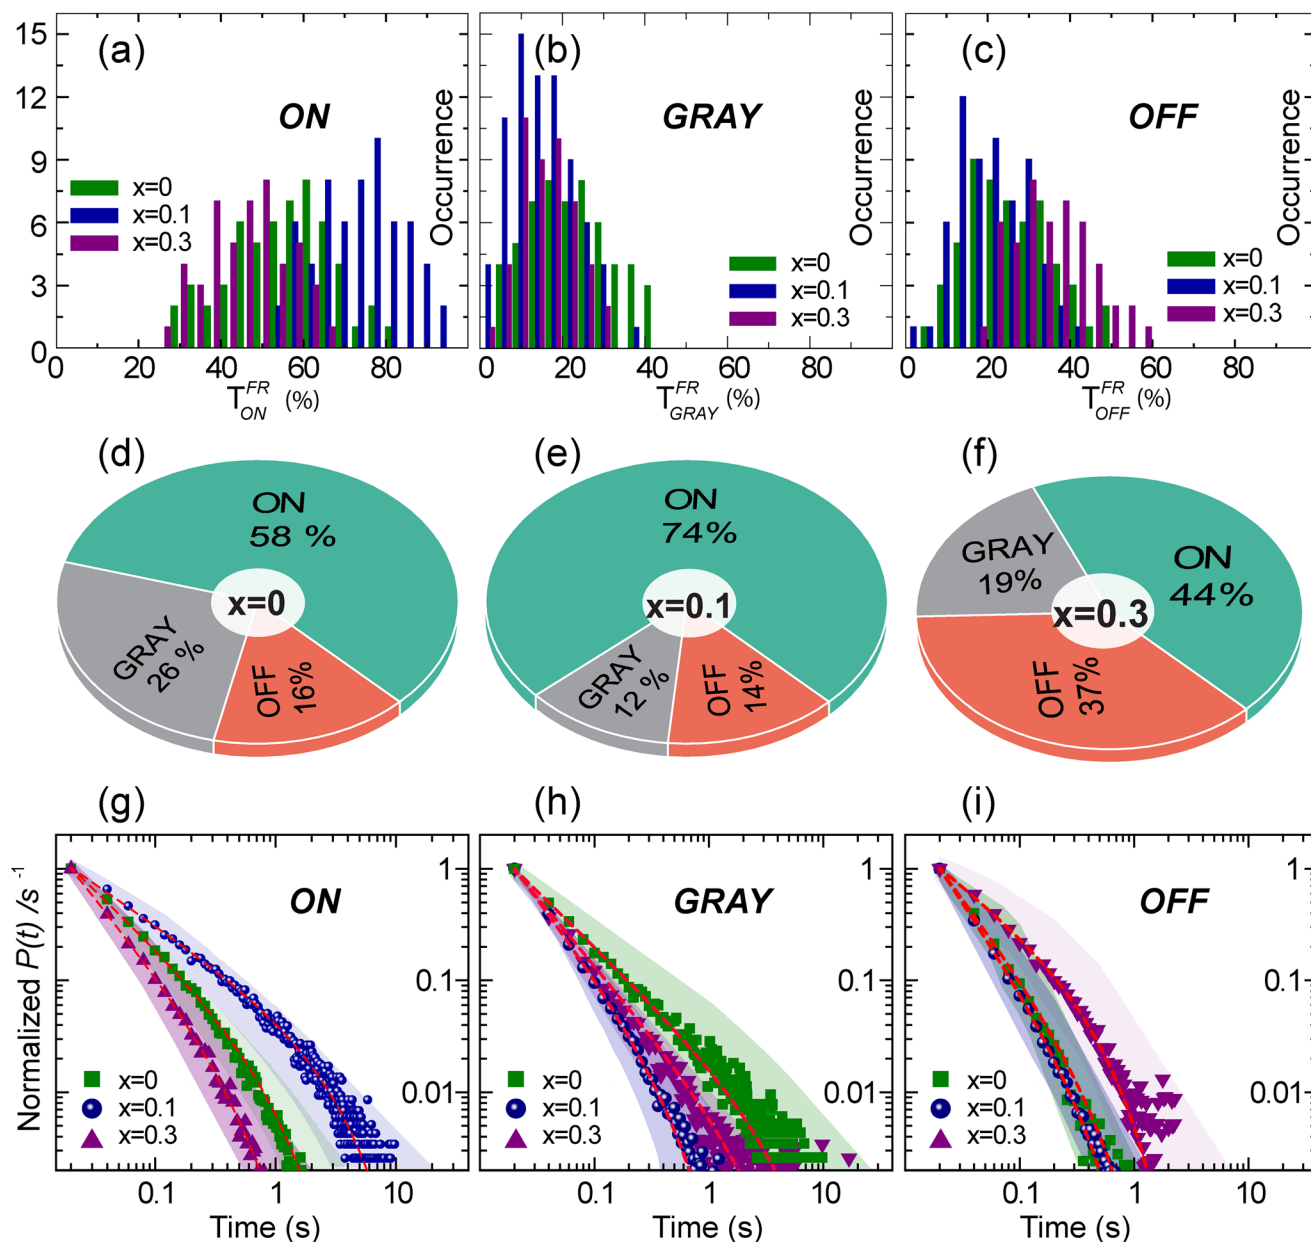 (a)
(b)
(c)
15
12
9
6
3
0
ON
GRAY
OFF
Occurrence
Occurrence
x=0
x=0.1
x=0.3
x=0
x=0.1
x=0.3
x=0
x=0.1
x=0.3
0 20 40 60 80
0 20 40 60 80
0 20 40 60 80
T_ON^FR (%)
T_GRAY^FR (%)
T_OFF^FR (%)
(d)
(e)
(f)
ON
58 %
GRAY
26 %
OFF
16%
x=0
ON
74%
GRAY
12 %
OFF
14%
x=0.1
GRAY
19%
ON
44%
OFF
37%
x=0.3
(g)
(h)
(i)
Normalized P(t) /s⁻¹
ON
x=0
x=0.1
x=0.3
1
0.1
0.01
0.1 1 10
Time (s)
GRAY
x=0
x=0.1
x=0.3
1
0.1
0.01
0.1 1 10
Time (s)
OFF
x=0
x=0.1
x=0.3
1
0.1
0.01
0.1 1 10
Time (s)